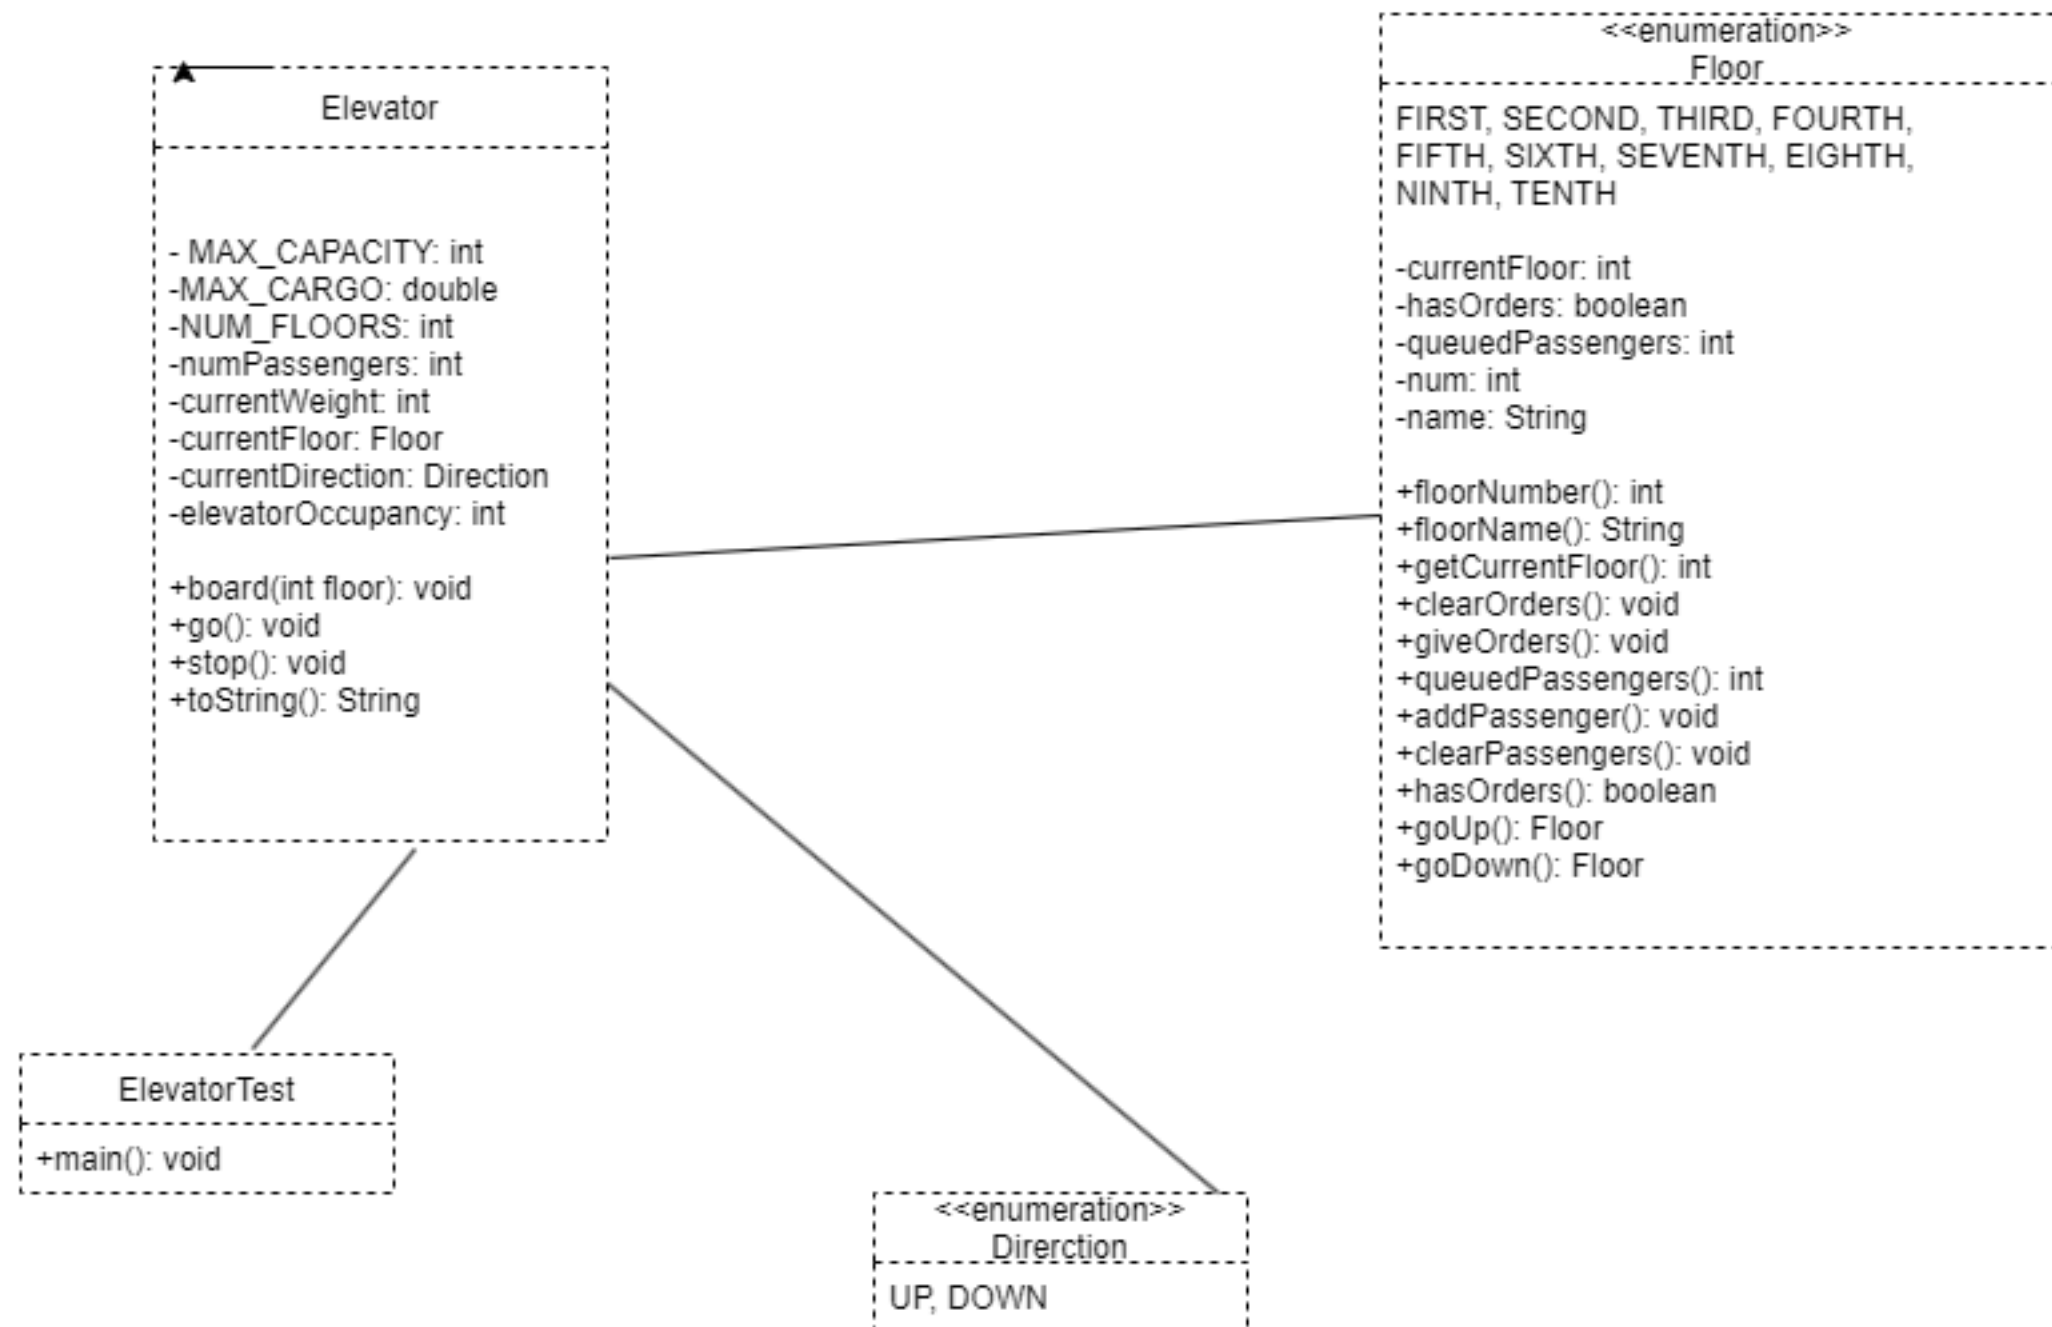 Elevator
- MAX_CAPACITY: int
-MAX_CARGO: double
-NUM_FLOORS: int
-numPassengers: int
-currentWeight: int
-currentFloor: Floor
-currentDirection: Direction
-elevatorOccupancy: int
+board(int floor): void
+go(): void
+stop(): void
+toString(): String
<<enumeration>>
Floor
FIRST, SECOND, THIRD, FOURTH,
FIFTH, SIXTH, SEVENTH, EIGHTH,
NINTH, TENTH
-currentFloor: int
-hasOrders: boolean
-queuedPassengers: int
-num: int
-name: String
+floorNumber(): int
+floorName(): String
+getCurrentFloor(): int
+clearOrders(): void
+giveOrders(): void
+queuedPassengers(): int
+addPassenger(): void
+clearPassengers(): void
+hasOrders(): boolean
+goUp(): Floor
+goDown(): Floor
ElevatorTest
+main(): void
<<enumeration>>
Direrction
UP, DOWN